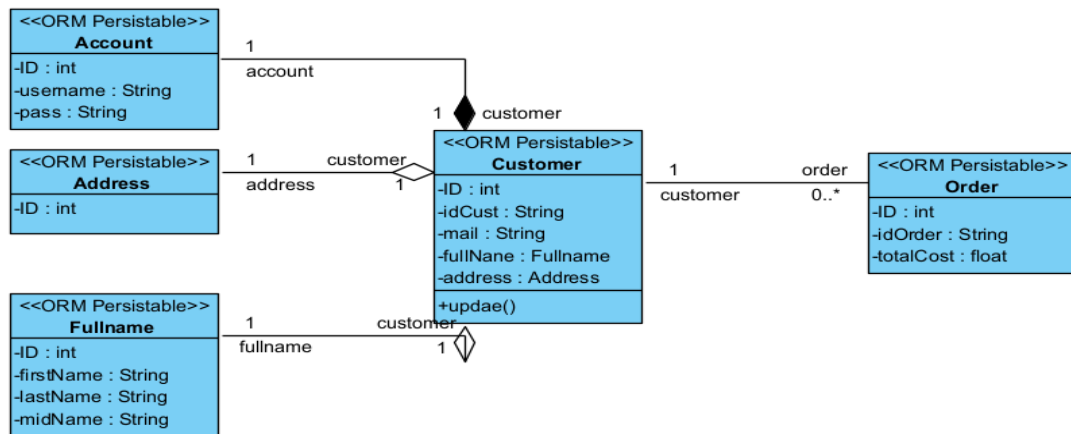 <<ORM Persistable>>
Account
-ID : int
-username : String
-pass : String
1
account
1
customer
<<ORM Persistable>>
Address
-ID : int
1
address
customer
1
<<ORM Persistable>>
Customer
-ID : int
-idCust : String
-mail : String
-fullNane : Fullname
-address : Address
+updae()
1
customer
order
0..*
<<ORM Persistable>>
Order
-ID : int
-idOrder : String
-totalCost : float
<<ORM Persistable>>
Fullname
-ID : int
-firstName : String
-lastName : String
-midName : String
1
fullname
customer
1